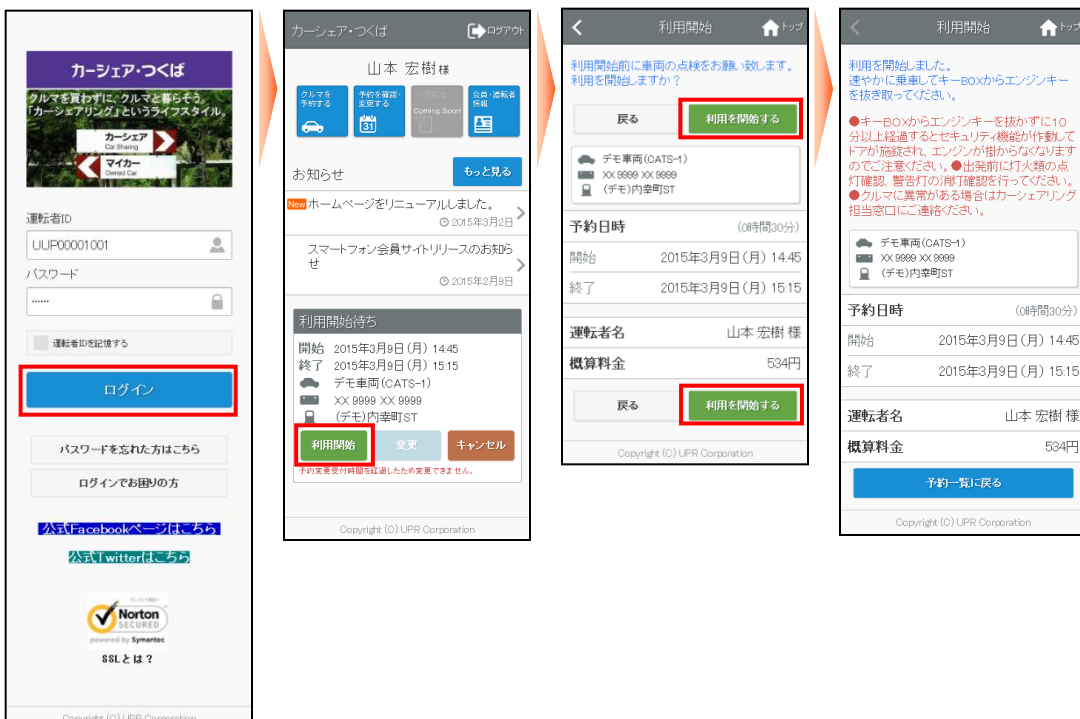 カーシェア・つくば
クルマを買わずに、クルマと暮らそう。
「カーシェアリング」というライフスタイル。
カーシェア
Car Sharing
マイカー
Owned Car
運転者ID
UUP00001001
パスワード
••••••
運転者IDを記憶する
ログイン
パスワードを忘れた方はこちら
ログインでお困りの方
公式Facebookページはこちら
公式Twitterはこちら
Norton
SECURED
powered by Symantec
SSLとは？
Copyright (C) UPR Corporation
カーシェア・つくば
ログアウト
山本 宏樹様
クルマを
予約する
予約を確認・
変更する
31
Coming Soon
会員・運転者
情報
お知らせ
もっと見る
New ホームページをリニューアルしました。
2015年3月2日
スマートフォン会員サイトリリースのお知ら
せ
2015年2月9日
利用開始待ち
開始 2015年3月9日(月) 14:45
終了 2015年3月9日(月) 15:15
デモ車両(CATS-1)
XX 9999 XX 9999
(デモ)内幸町ST
利用開始 変更 キャンセル
予約変更受付時間を経過したため変更できません。
Copyright (C) UPR Corporation
利用開始
トップ
利用開始前に車両の点検をお願い致します。
利用を開始しますか？
戻る 利用を開始する
デモ車両(CATS-1)
XX 9999 XX 9999
(デモ)内幸町ST
予約日時 (0時間30分)
開始 2015年3月9日(月) 14:45
終了 2015年3月9日(月) 15:15
運転者名 山本 宏樹 様
概算料金 534円
戻る 利用を開始する
Copyright (C) UPR Corporation
利用開始
トップ
利用を開始しました。
速やかに乗車してキーBOXからエンジンキー
を抜き取ってください。
●キーBOXからエンジンキーを抜かずに10
分以上経過するとセキュリティ機能が作動して
ドアが施錠され、エンジンが掛からなくなります
のでご注意ください。●出発前に灯火類の点
灯確認、警告灯の消灯確認を行ってください。
●クルマに異常がある場合はカーシェアリング
担当窓口にご連絡ください。
デモ車両(CATS-1)
XX 9999 XX 9999
(デモ)内幸町ST
予約日時 (0時間30分)
開始 2015年3月9日(月) 14:45
終了 2015年3月9日(月) 15:15
運転者名 山本 宏樹 様
概算料金 534円
予約一覧に戻る
Copyright (C) UPR Corporation